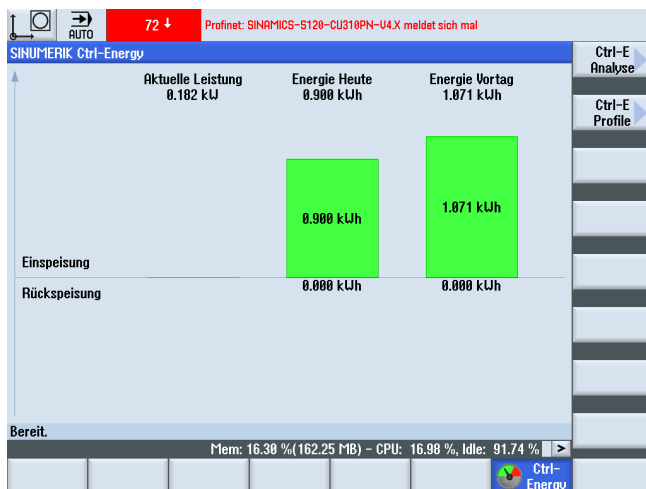 AUTO
72 ↓
Profinet: SINAMICS-S120-CU310PN-V4.X meldet sich mal
SINUMERIK Ctrl-Energy
Ctrl-E
Analyse
Aktuelle Leistung
0.182 kW
Energie Heute
0.900 kWh
Energie Vortag
1.071 kWh
Ctrl-E
Profile
0.900 kWh
1.071 kWh
Einspeisung
Rückspeisung
0.000 kWh
0.000 kWh
Bereit.
Mem: 16.30 %(162.25 MB) - CPU: 16.98 %, Idle: 91.74 % >
Ctrl-
Energy